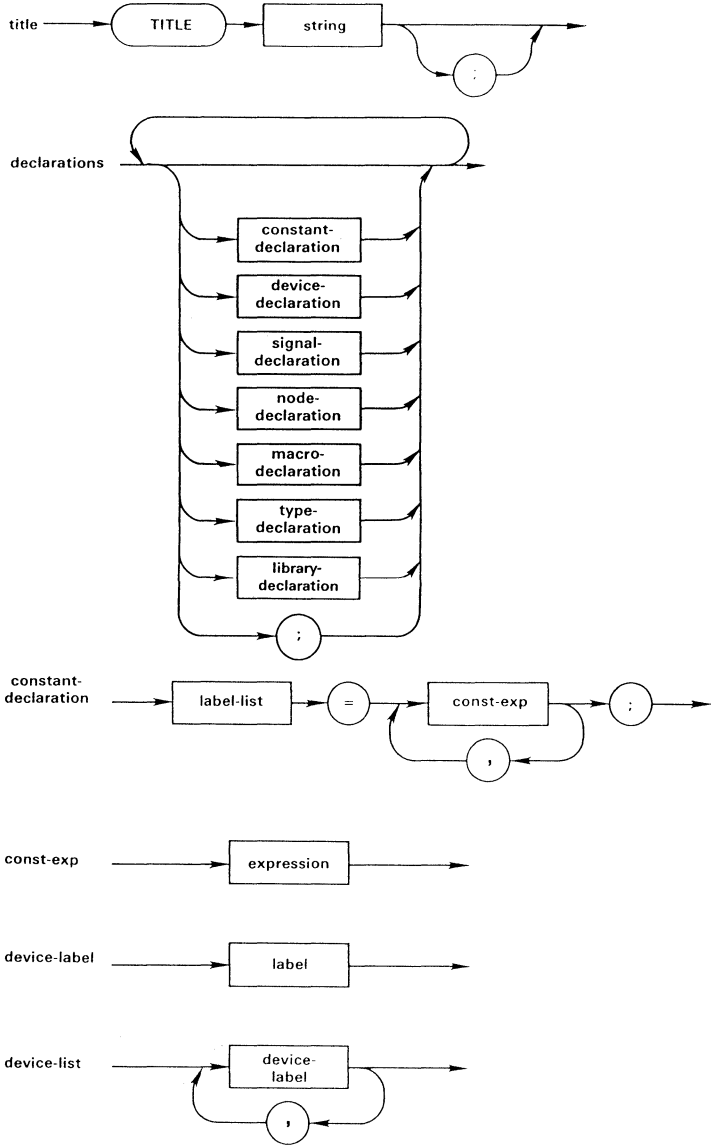 title TITLE string
;
declarations
constant-
declaration
device-
declaration
signal-
declaration
node-
declaration
macro-
declaration
type-
declaration
library-
declaration
;
constant-
declaration
label-list = const-exp ;
,
const-exp expression
device-label label
device-list
device-
label
,